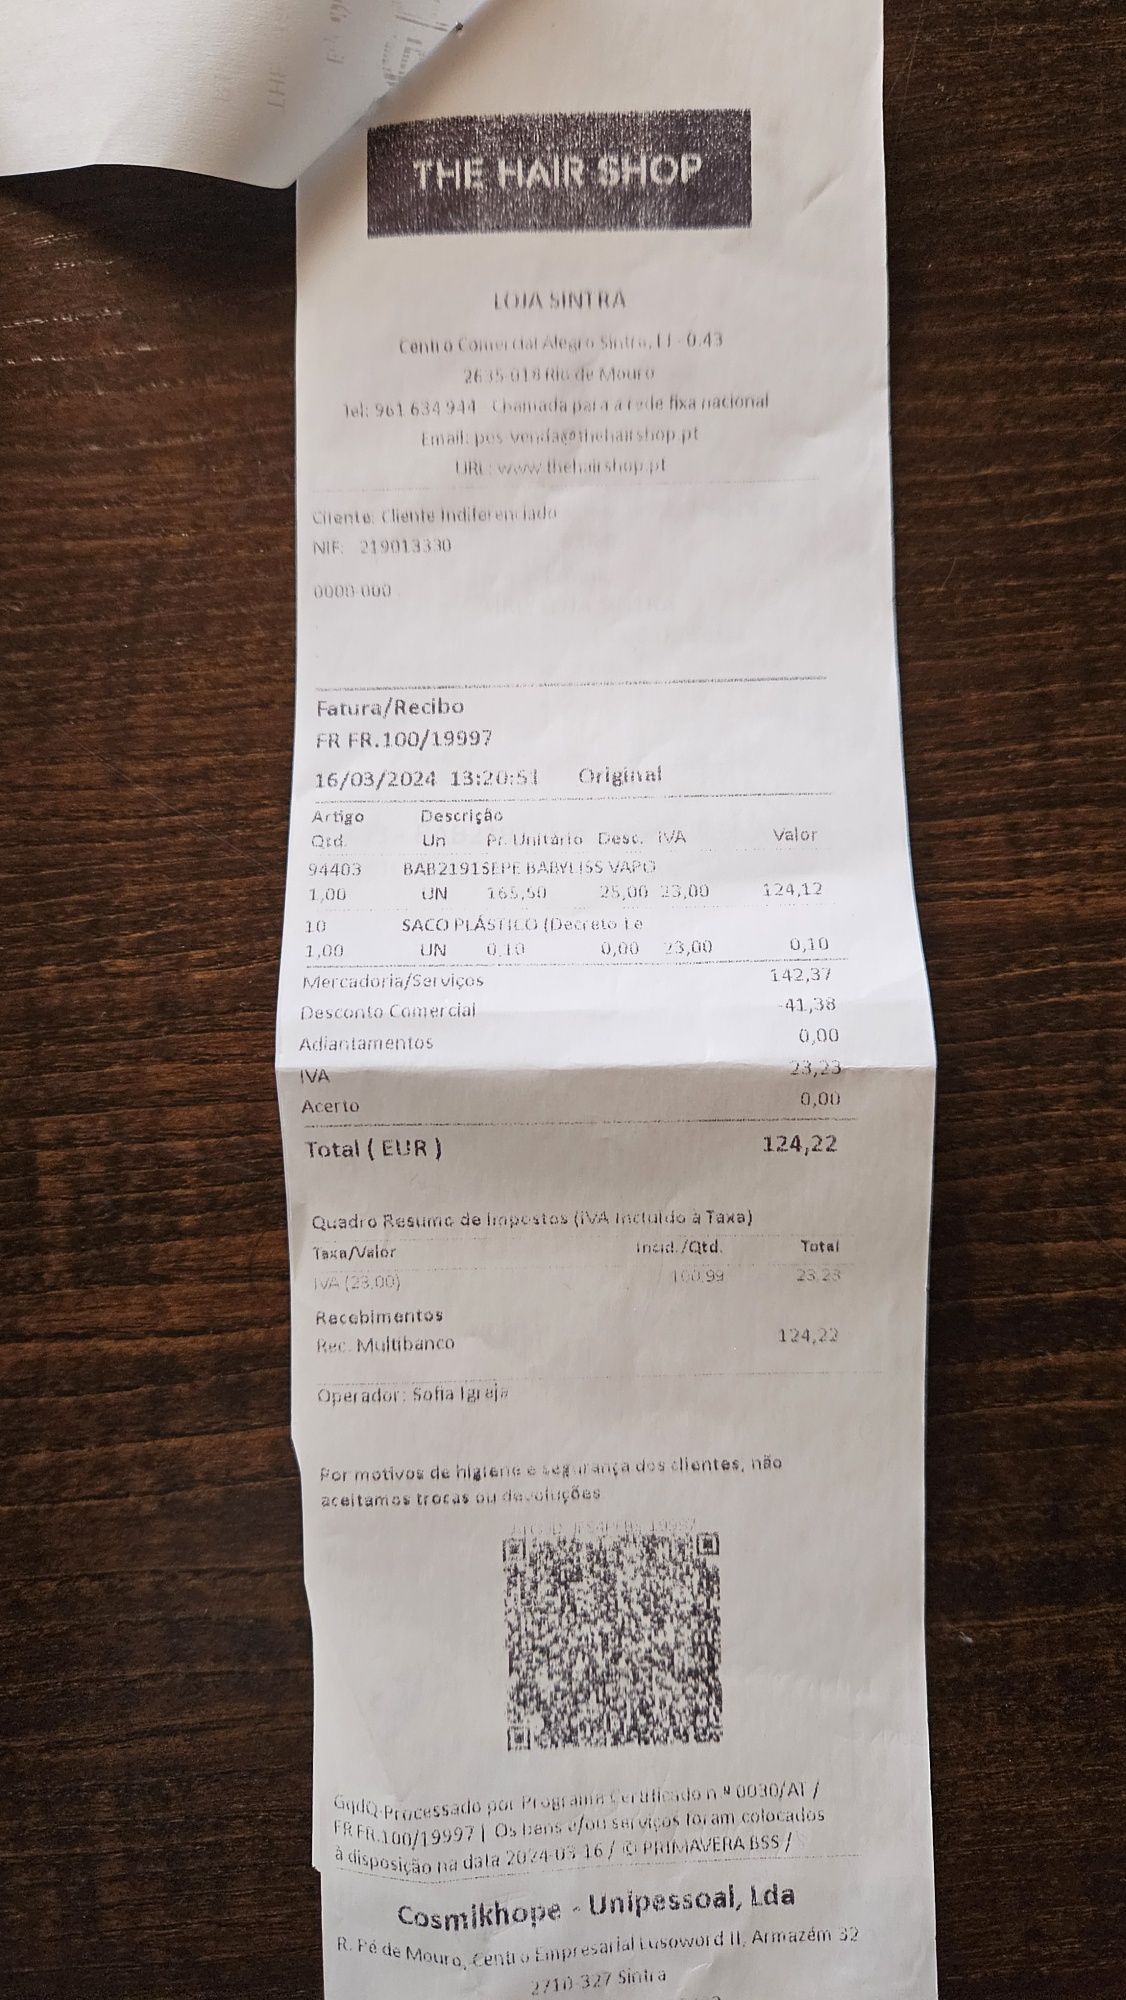 THE HAIR SHOP
LOJA SINTRA
Centro Comercial Alegro Sintra, LJ - 0.43
2635-018 Rio de Mouro
Tel: 961 634 944 Chamada para a rede fixa nacional
Email: pos-venda@thehairshop.pt
URL: www.thehairshop.pt
Cliente: Cliente Indiferenciado
NIF: 219013330
0000-000
Fatura/Recibo
FR FR.100/19997
16/03/2024 13:20:51 Original
Artigo Descrição
Qtd. Un Pr. Unitário Desc. IVA Valor
94403 BAB2191SEPE BABYLISS VAPO
1,00 UN 165,50 25,00 23,00 124,12
10 SACO PLÁSTICO (Decreto Le
1,00 UN 0,10 0,00 23,00 0,10
Mercadoria/Serviços 142,37
Desconto Comercial -41,38
Adiantamentos 0,00
IVA 23,23
Acerto 0,00
Total ( EUR ) 124,22
Quadro Resumo de Impostos (IVA Incluído à Taxa)
Taxa/Valor Incid./Qtd. Total
IVA (23,00) 100,99 23,23
Recebimentos
Rec. Multibanco 124,22
Operador: Sofia Igreja
Por motivos de higiene e segurança dos clientes, não
aceitamos trocas ou devoluções
GqdQ-Processado por Programa Certificado n.º 0030/AT /
FR FR.100/19997 | Os bens e/ou serviços foram colocados
à disposição na data 2024-03-16 / © PRIMAVERA BSS /
Cosmikhope - Unipessoal, Lda
R. Pé de Mouro, Centro Empresarial Lusoword II, Armazém 32
2710-327 Sintra